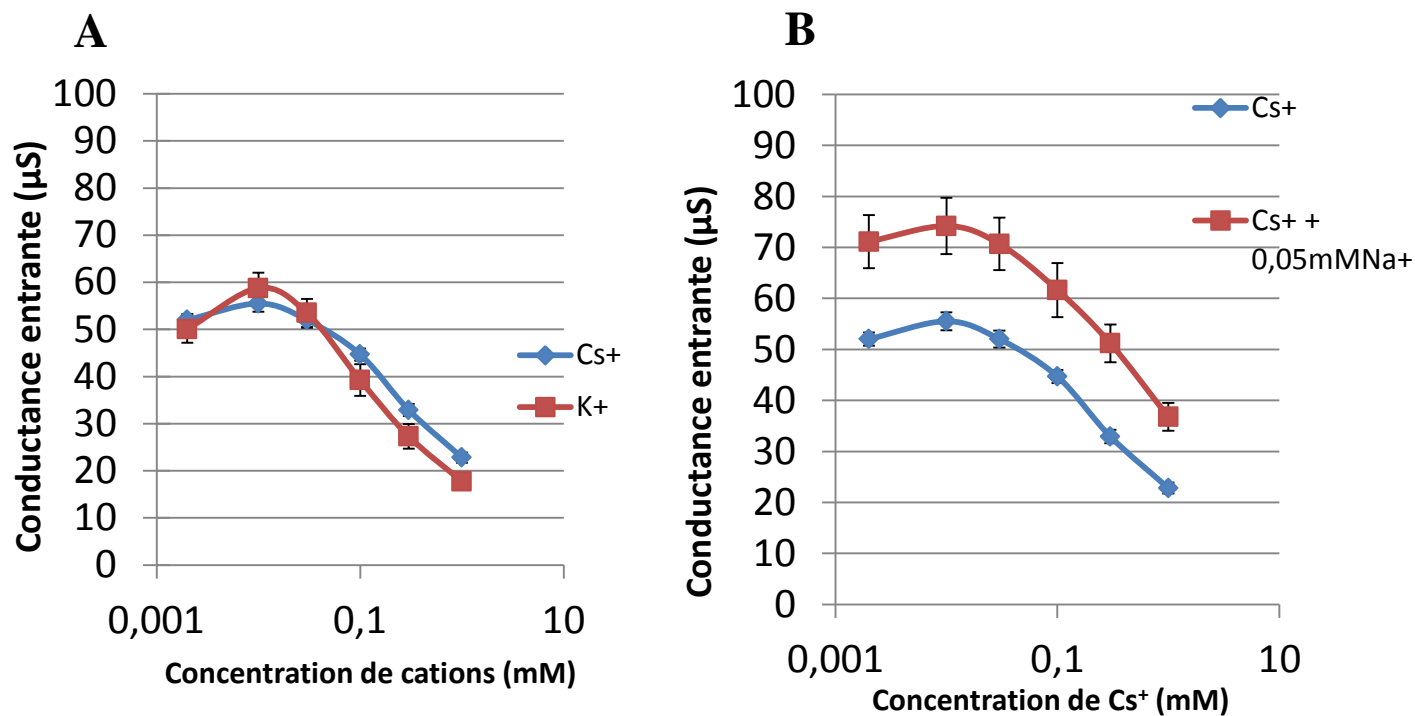 A
Conductance entrante (µS)
100
90
80
70
60
50
40
30
20
10
0
0,001
0,1
10
Concentration de cations (mM)
Cs+
K+
B
Conductance entrante (µS)
100
90
80
70
60
50
40
30
20
10
0
0,001
0,1
10
Concentration de Cs⁺ (mM)
Cs+
Cs+ +
0,05mMNa+